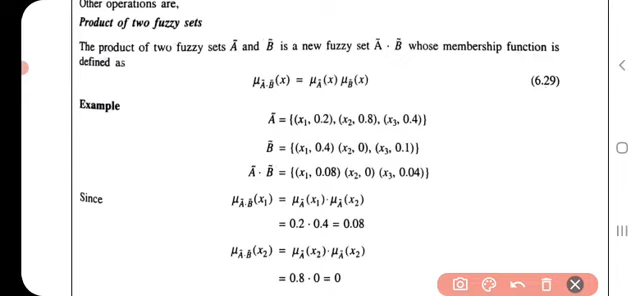 Other operations are,
Product of two fuzzy sets
The product of two fuzzy sets Ã and B̃ is a new fuzzy set Ã · B̃ whose membership function is
defined as
μ_Ã·B̃(x) = μ_Ã(x) μ_B̃(x) (6.29)
Example
Ã = {(x₁, 0.2), (x₂, 0.8), (x₃, 0.4)}
B̃ = {(x₁, 0.4) (x₂, 0), (x₃, 0.1)}
Ã · B̃ = {(x₁, 0.08) (x₂, 0) (x₃, 0.04)}
Since μ_Ã·B̃(x₁) = μ_Ã(x₁)·μ_Ã(x₂)
= 0.2 · 0.4 = 0.08
μ_Ã·B̃(x₂) = μ_Ã(x₂)·μ_Ã(x₂)
= 0.8 · 0 = 0